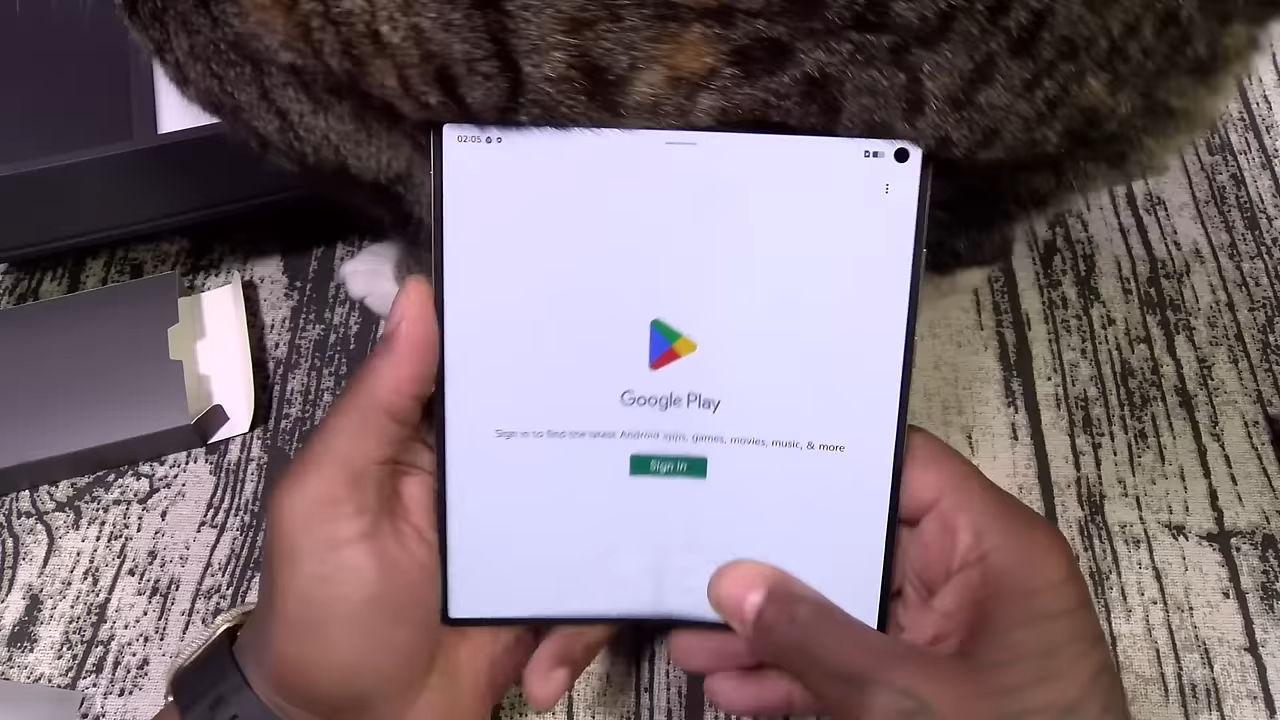 02:05
Google Play
Sign in to find the latest Android apps, games, movies, music, & more
Sign in